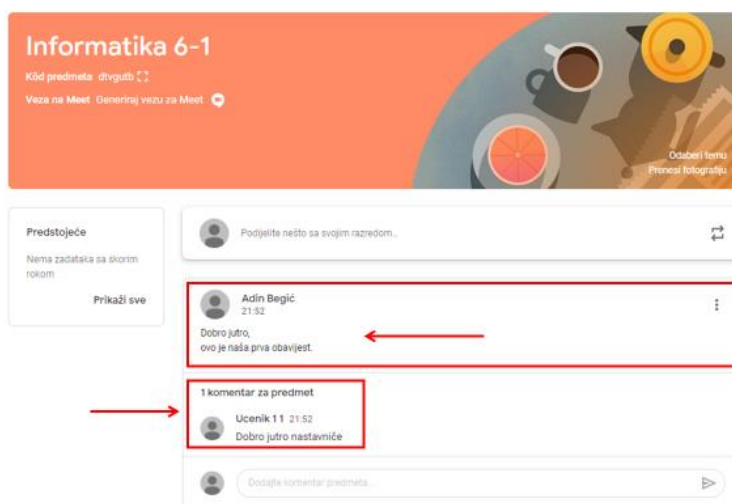 Informatika 6-1
Kôd predmeta dtvgutb
Veza na Meet Generiraj vezu za Meet
Odaberi temu
Prenesi fotografiju
Predstojeće
Nema zadataka sa skorim
rokom
Prikaži sve
Podijelite nešto sa svojim razredom...
Adin Begić
21:52
Dobro jutro,
ovo je naša prva obavijest.
1 komentar za predmet
Ucenik 1 1 21:52
Dobro jutro nastavniče
Dodajte komentar predmeta...